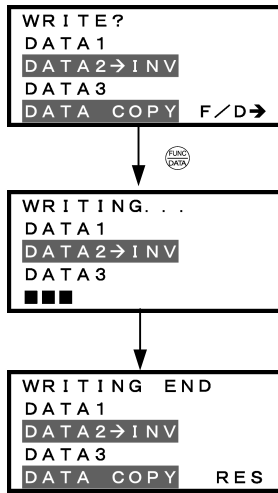 WRITE?
DATA1
DATA2→INV
DATA3
DATA COPY F/D→
FUNC
DATA
WRITING...
DATA1
DATA2→INV
DATA3
■■■
WRITING END
DATA1
DATA2→INV
DATA3
DATA COPY RES